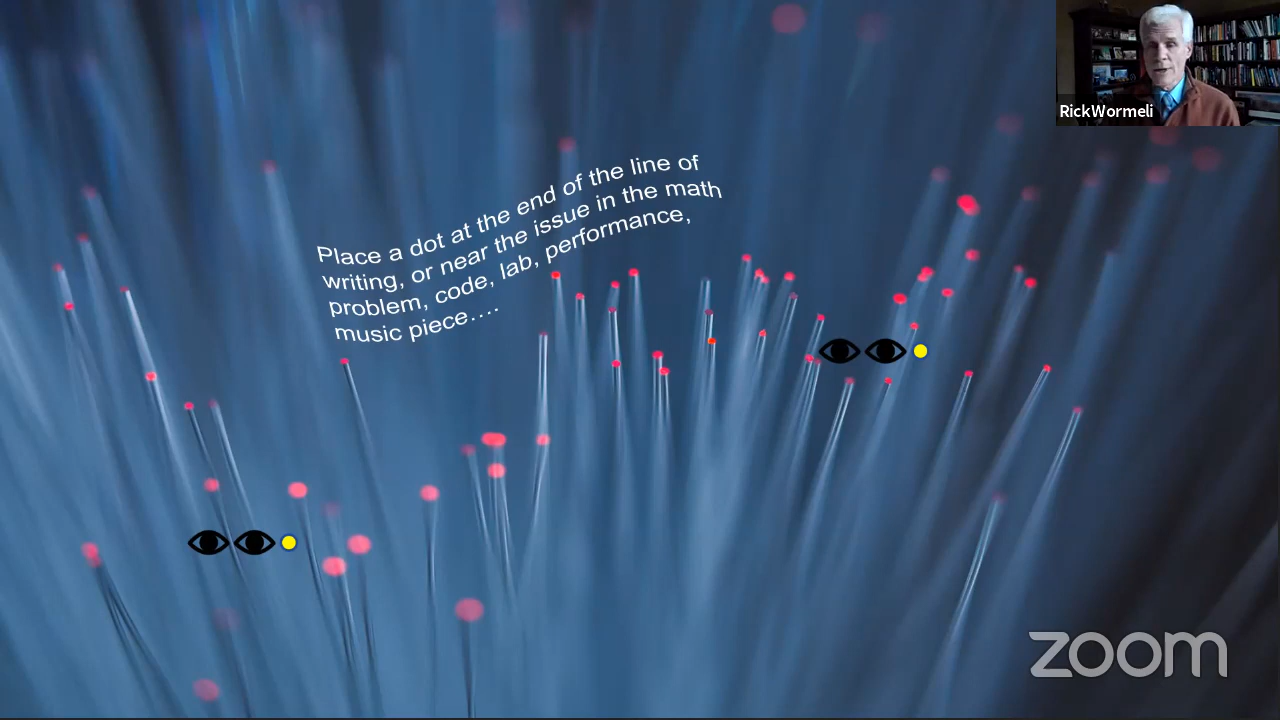 RickWormeli
Place a dot at the end of the line of
writing, or near the issue in the math
problem, code, lab, performance,
music piece….
zoom